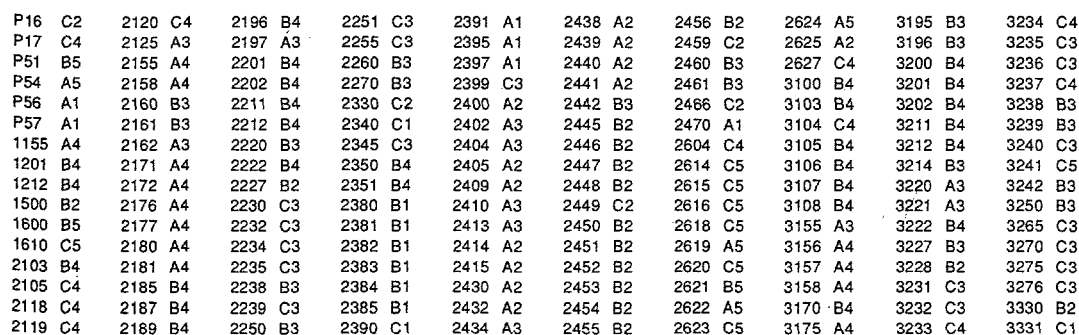 P16 C2 2120 C4 2196 B4 2251 C3 2391 A1 2438 A2 2456 B2 2624 A5 3195 B3 3234 C4
P17 C4 2125 A3 2197 A3 2255 C3 2395 A1 2439 A2 2459 C2 2625 A2 3196 B3 3235 C3
P51 B5 2155 A4 2201 B4 2260 B3 2397 A1 2440 A2 2460 B3 2627 C4 3200 B4 3236 C3
P54 A5 2158 A4 2202 B4 2270 B3 2399 C3 2441 A2 2461 B3 3100 B4 3201 B4 3237 C4
P56 A1 2160 B3 2211 B4 2330 C2 2400 A2 2442 B3 2466 C2 3103 B4 3202 B4 3238 B3
P57 A1 2161 B3 2212 B4 2340 C1 2402 A3 2445 B2 2470 A1 3104 C4 3211 B4 3239 B3
1155 A4 2162 A3 2220 B3 2345 C3 2404 A3 2446 B2 2604 C4 3105 B4 3212 B4 3240 C3
1201 B4 2171 A4 2222 B4 2350 B4 2405 A2 2447 B2 2614 C5 3106 B4 3214 B3 3241 C5
1212 B4 2172 A4 2227 B2 2351 B4 2409 A2 2448 B2 2615 C5 3107 B4 3220 A3 3242 B3
1500 B2 2176 A4 2230 C3 2380 B1 2410 A3 2449 C2 2616 C5 3108 B4 3221 A3 3250 B3
1600 B5 2177 A4 2232 C3 2381 B1 2413 A3 2450 B2 2618 C5 3155 A3 3222 B4 3265 C3
1610 C5 2180 A4 2234 C3 2382 B1 2414 A2 2451 B2 2619 A5 3156 A4 3227 B3 3270 C3
2103 B4 2181 A4 2235 C3 2383 B1 2415 A2 2452 B2 2620 C5 3157 A4 3228 B2 3275 C3
2105 C4 2185 B4 2238 B3 2384 B1 2430 A2 2453 B2 2621 B5 3158 A4 3231 C3 3276 C3
2118 C4 2187 B4 2239 C3 2385 B1 2432 A2 2454 B2 2622 A5 3170 B4 3232 C3 3330 B2
2119 C4 2189 B4 2250 B3 2390 C1 2434 A3 2455 B2 2623 C5 3175 A4 3233 C4 3331 C1